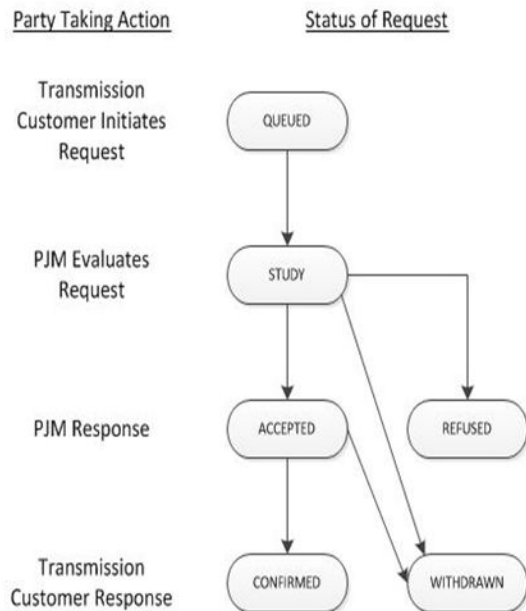 Party Taking Action
Status of Request
Transmission
Customer Initiates
Request
QUEUED
PJM Evaluates
Request
STUDY
PJM Response
ACCEPTED
REFUSED
Transmission
Customer Response
CONFIRMED
WITHDRAWN